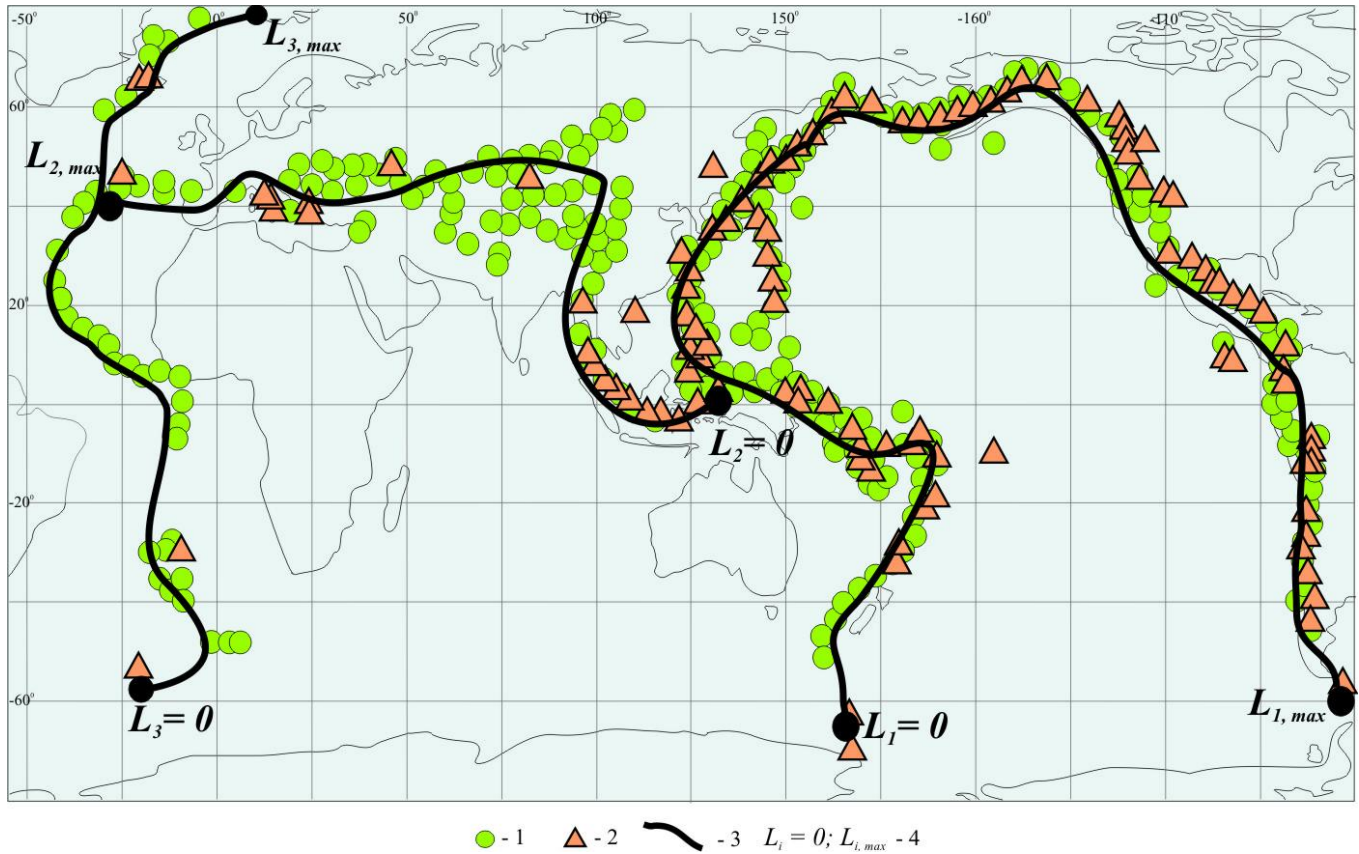 -50° 0° 50° 100 150° -160° -110
L3, max
60°
L2, max
20°
L2= 0
-20°
-60°
L3= 0
L1= 0
L1, max
- 1 - 2 - 3 Li = 0; Li, max - 4